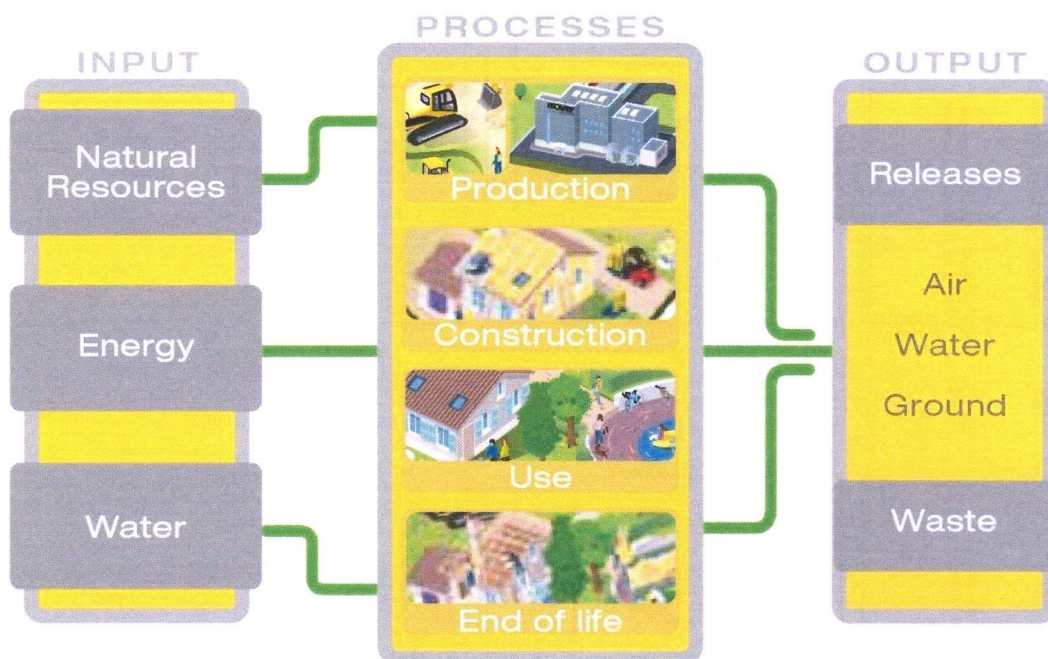 INPUT
Natural
Resources
Energy
Water
PROCESSES
Production
Construction
Use
End of life
OUTPUT
Releases
Air
Water
Ground
Waste